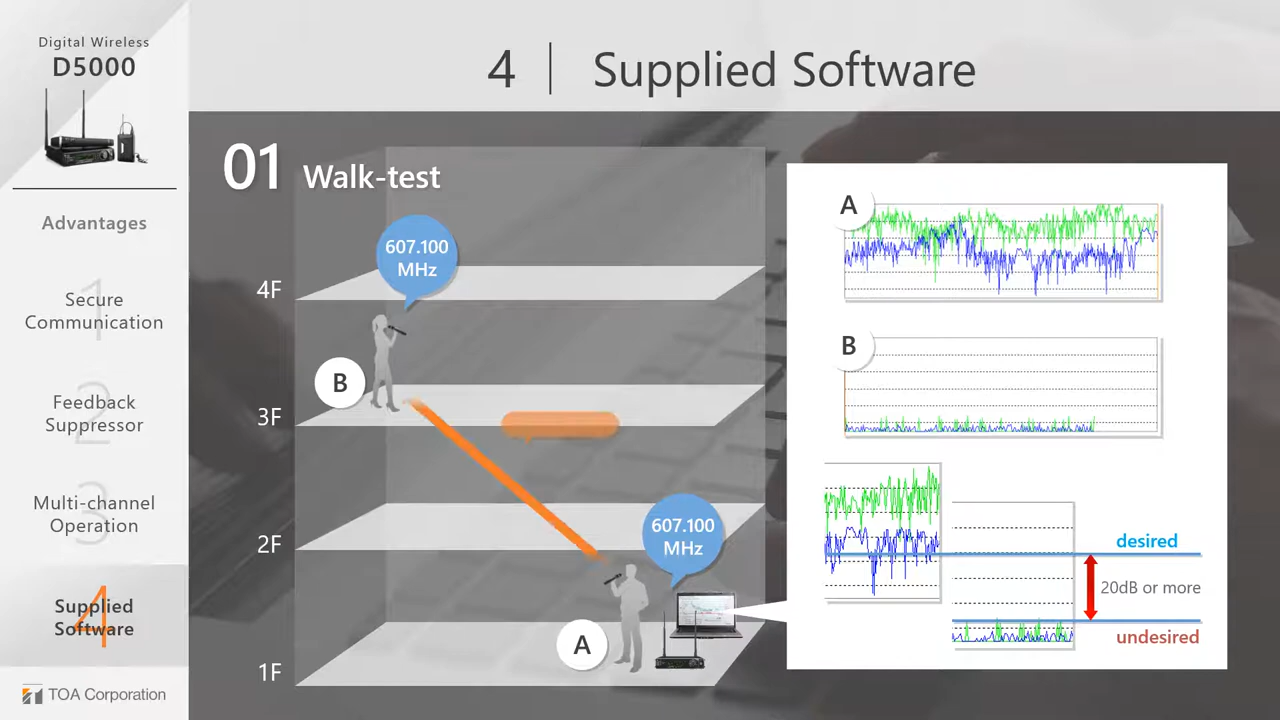 Digital Wireless
D5000
Advantages
1
Secure
Communication
2
Feedback
Suppressor
3
Multi-channel
Operation
4
Supplied
Software
TOA Corporation
4 | Supplied Software
01 Walk-test
607.100
MHz
4F
B
3F
2F
607.100
MHz
A
1F
A
B
desired
20dB or more
undesired